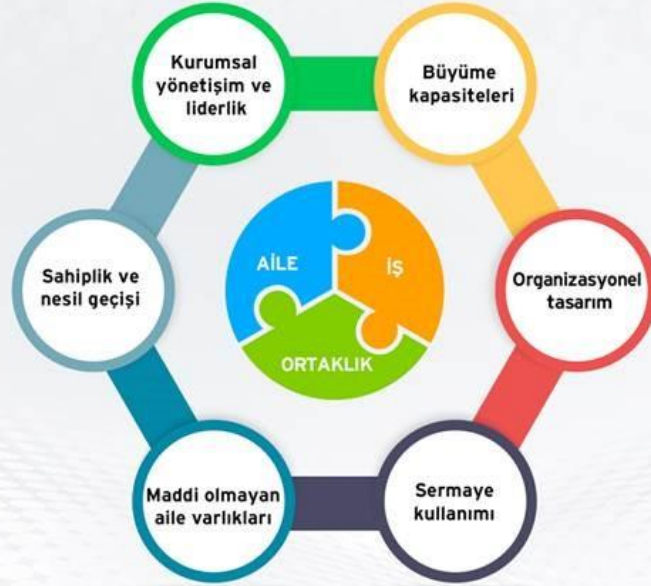 Kurumsal
yönetişim ve
liderlik
Büyüme
kapasiteleri
AİLE
İŞ
ORTAKLIK
Sahiplik ve
nesil geçişi
Organizasyonel
tasarım
Maddi olmayan
aile varlıkları
Sermaye
kullanımı